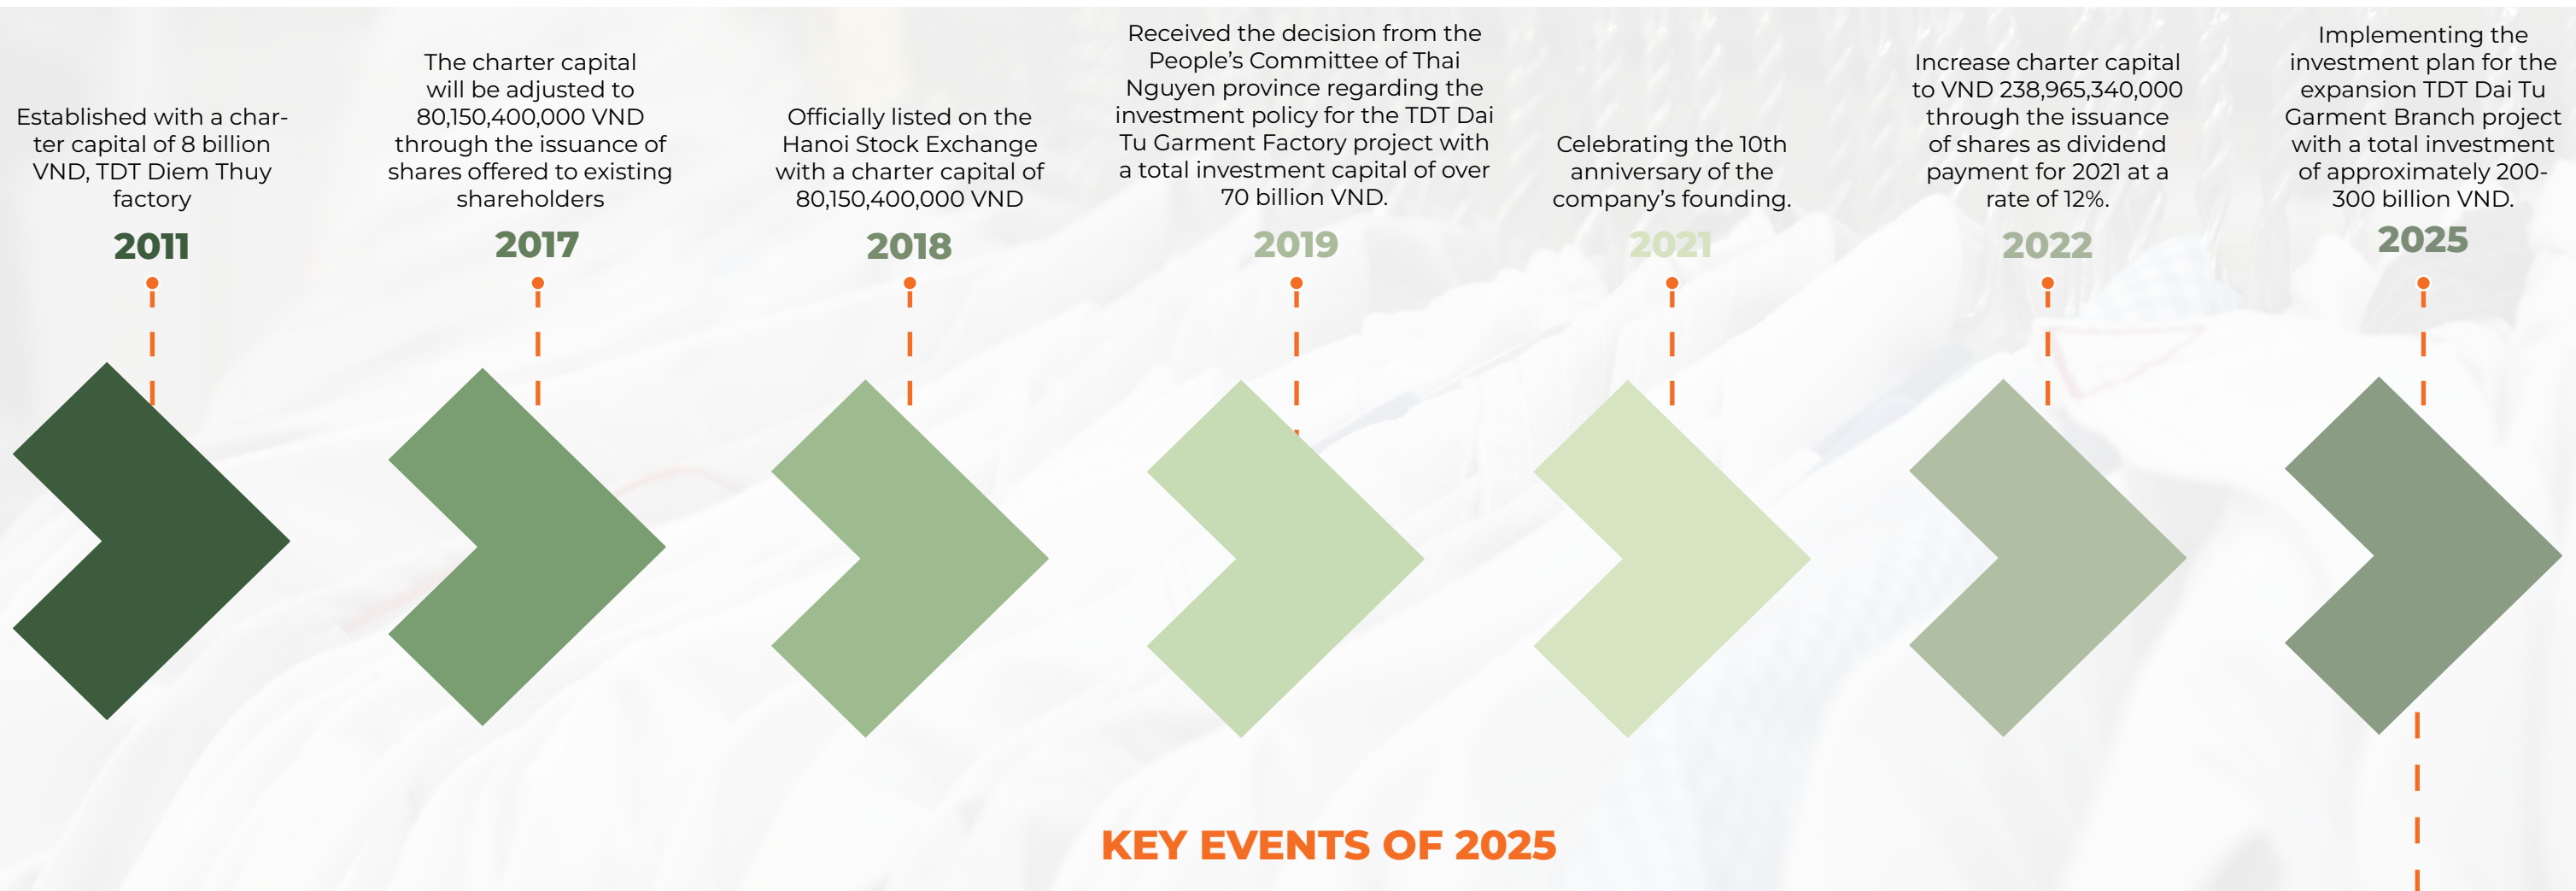 Established with a char-
ter capital of 8 billion
VND, TDT Diem Thuy
factory
2011
The charter capital
will be adjusted to
80,150,400,000 VND
through the issuance of
shares offered to existing
shareholders
2017
Officially listed on the
Hanoi Stock Exchange
with a charter capital of
80,150,400,000 VND
2018
Received the decision from the
People’s Committee of Thai
Nguyen province regarding the
investment policy for the TDT Dai
Tu Garment Factory project with
a total investment capital of over
70 billion VND.
2019
Celebrating the 10th
anniversary of the
company’s founding.
2021
Increase charter capital
to VND 238,965,340,000
through the issuance
of shares as dividend
payment for 2021 at a
rate of 12%.
2022
Implementing the
investment plan for the
expansion TDT Dai Tu
Garment Branch project
with a total investment
of approximately 200-
300 billion VND.
2025
KEY EVENTS OF 2025